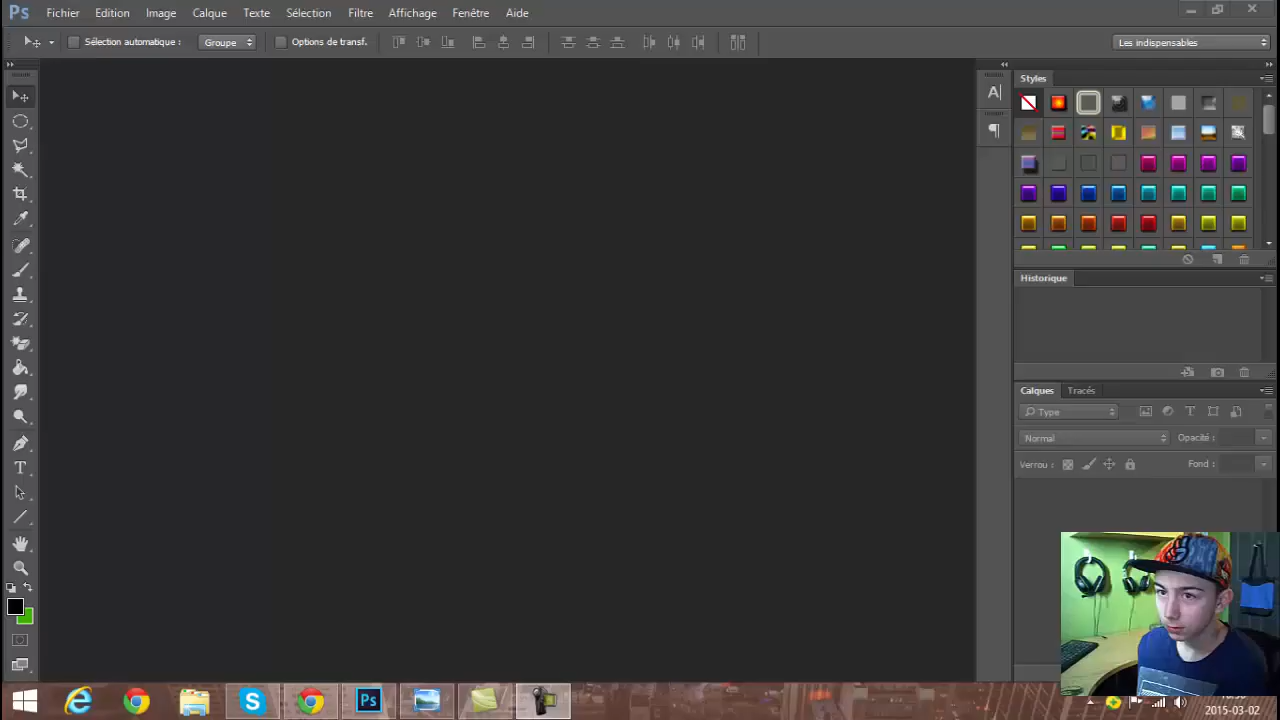 Ps Fichier Edition Image Calque Texte Sélection Filtre Affichage Fenêtre Aide
Sélection automatique : Groupe Options de transf. Les indispensables
Styles
A
Historique
Calques Tracés
Type
Normal Opacité :
Verrou : Fond :
T
S Ps
2015-03-02